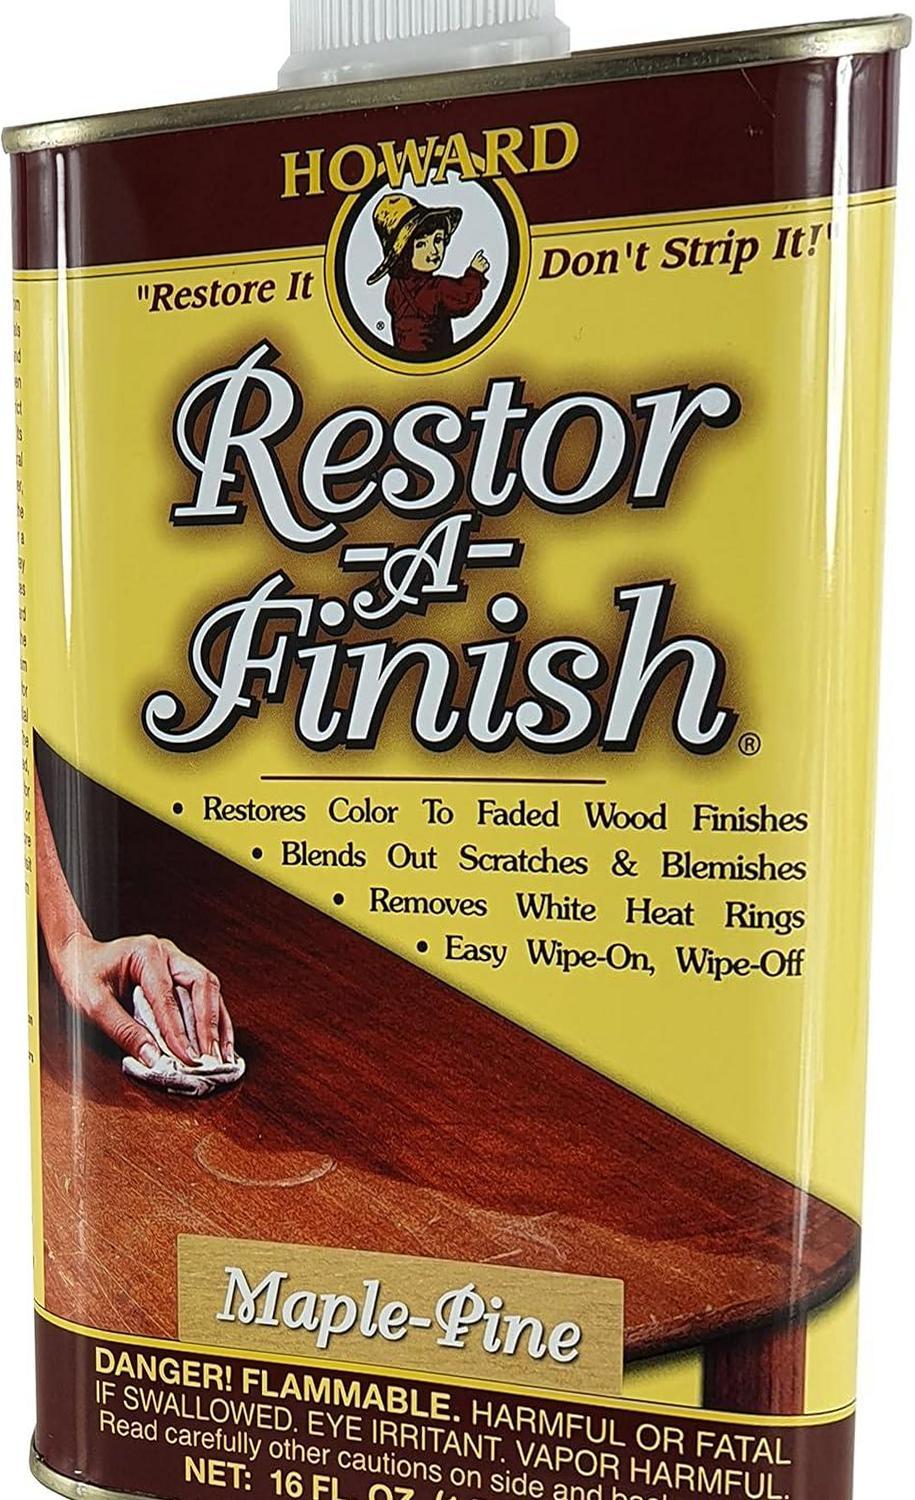 HOWARD
"Restore It
Don't Strip It!"
®
Restor
-A-
Finish®
• Restores Color To Faded Wood Finishes
• Blends Out Scratches & Blemishes
• Removes White Heat Rings
• Easy Wipe-On, Wipe-Off
Maple-Pine
DANGER! FLAMMABLE. HARMFUL OR FATAL
IF SWALLOWED. EYE IRRITANT. VAPOR HARMFUL.
Read carefully other cautions on side and
NET: 16 FL. OZ.